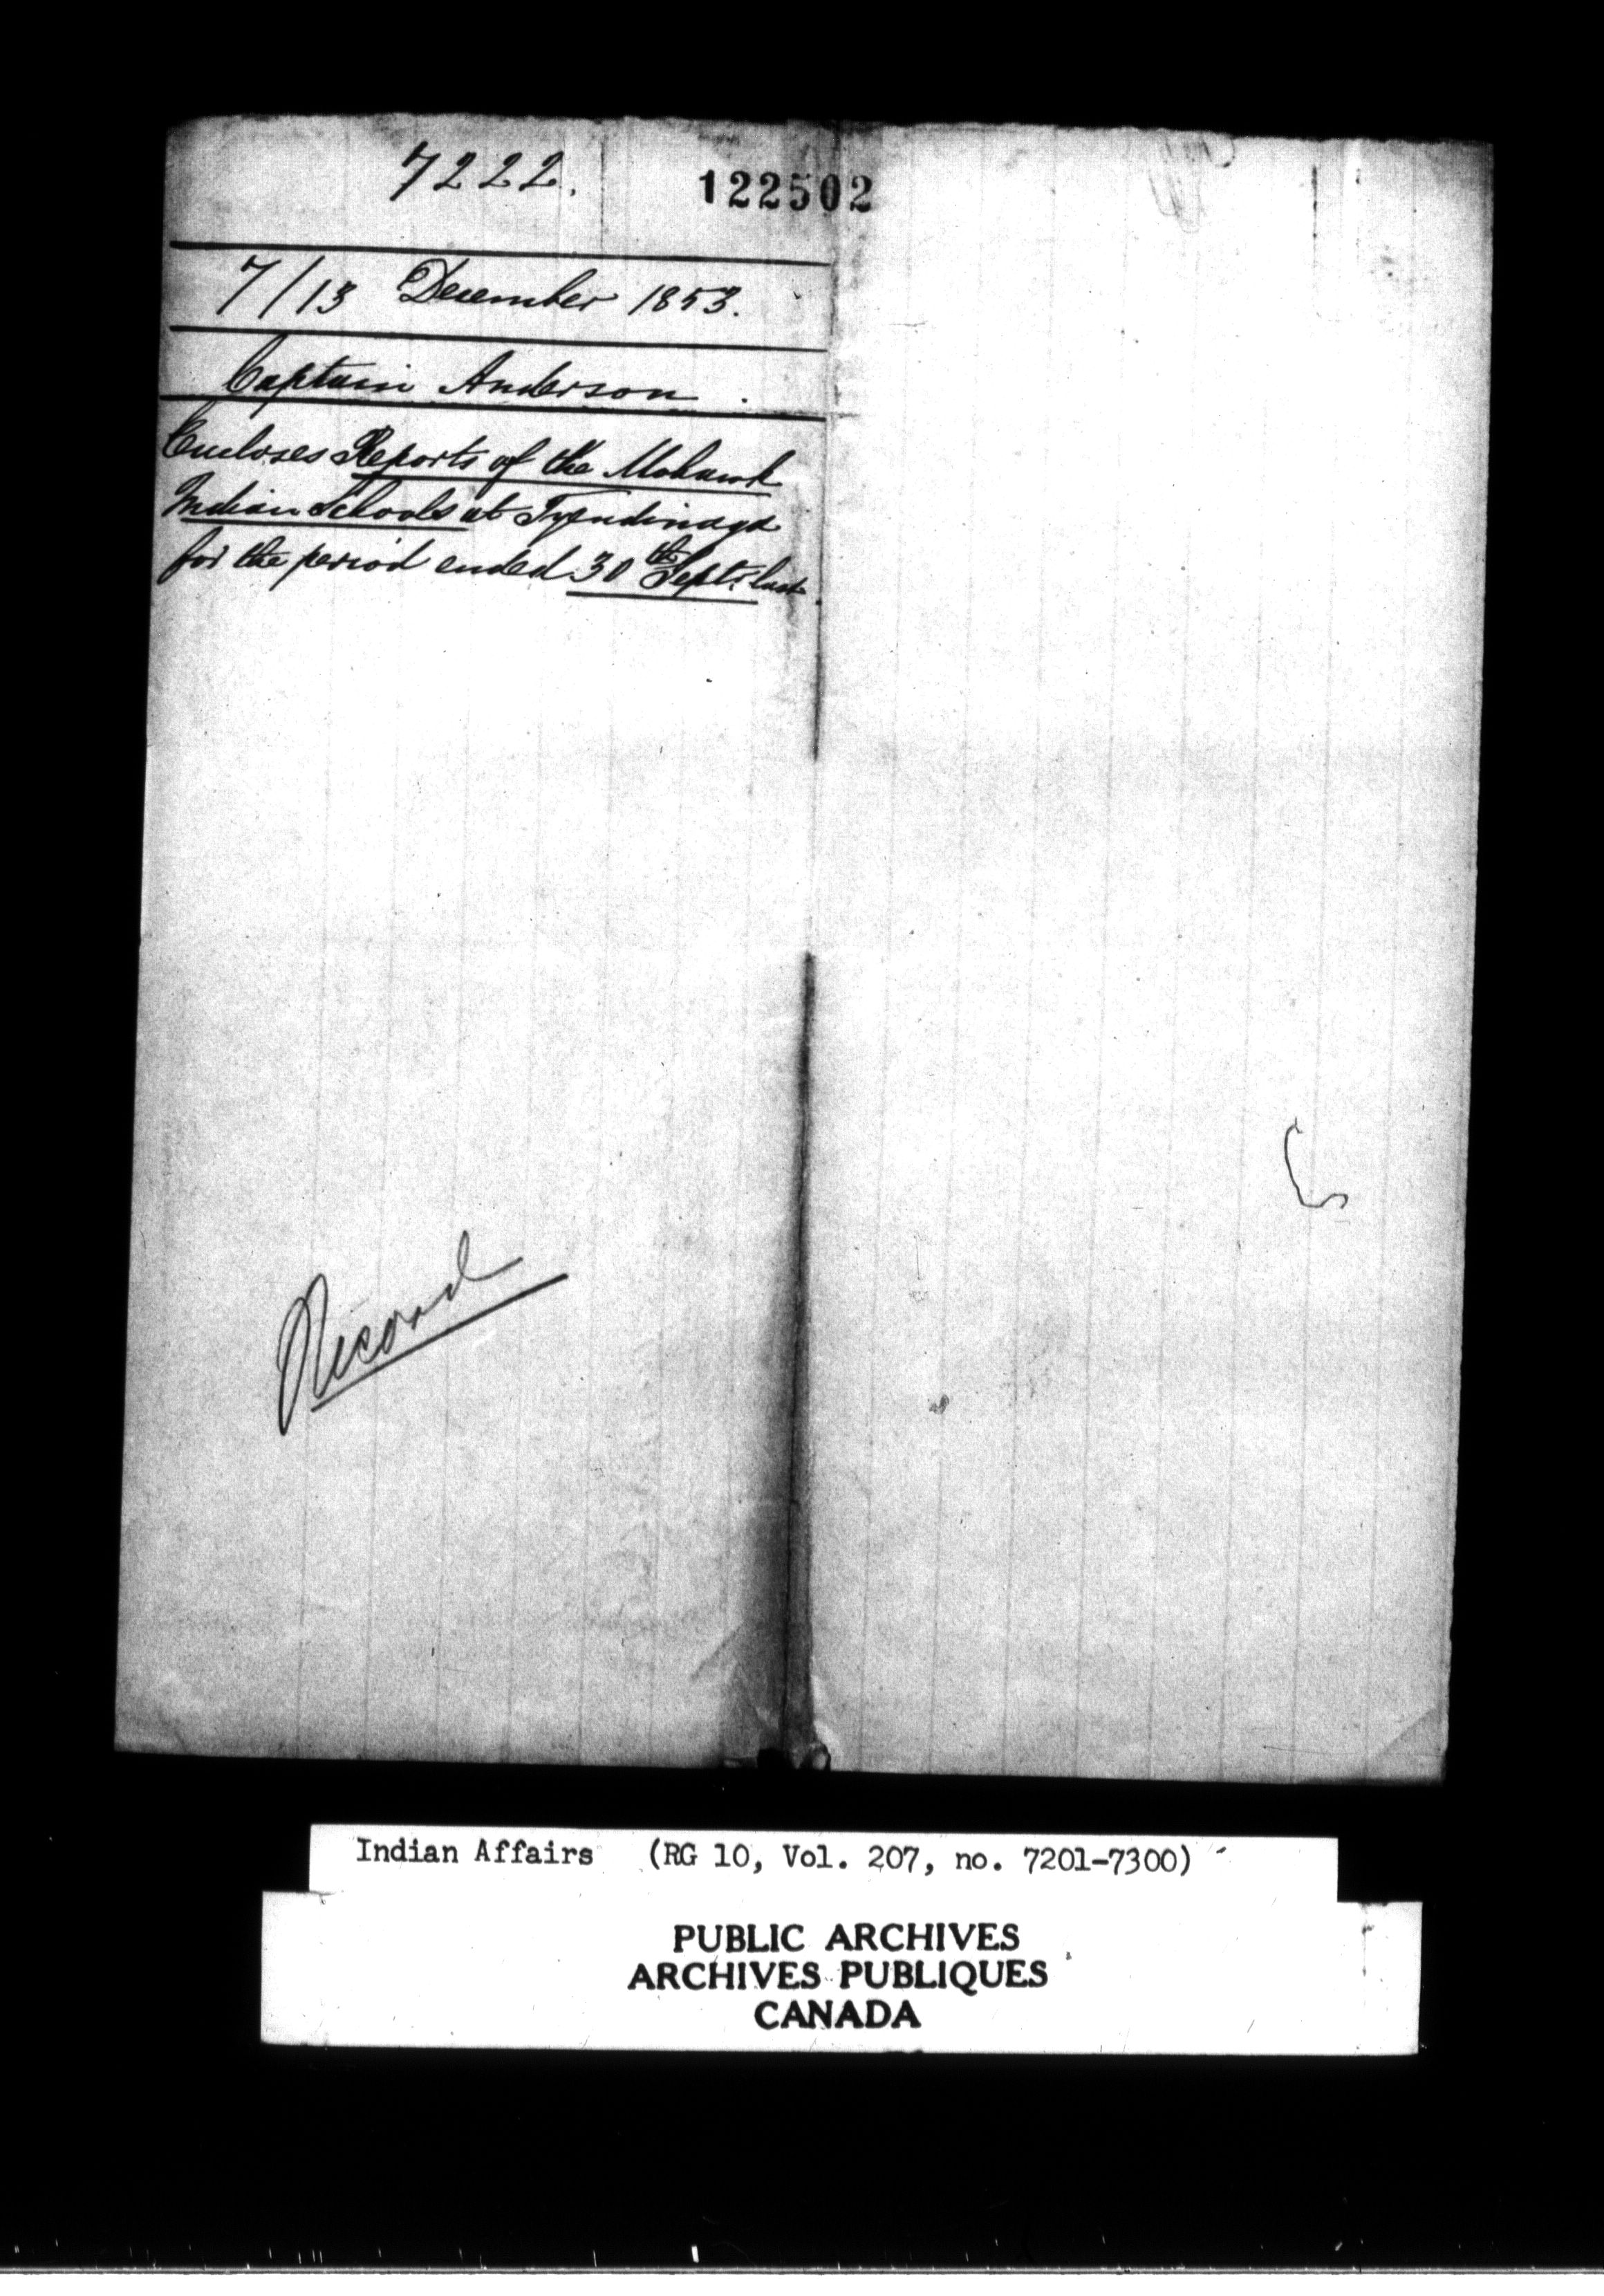 7222.
122502
7/13 December 1853.
Captain Anderson.
Encloses Reports of the Mohawk
Indian Schools at Tyendinaga
for the period ended 30th Septr. last.
Record
Indian Affairs (RG 10, Vol. 207, no. 7201-7300)
PUBLIC ARCHIVES
ARCHIVES PUBLIQUES
CANADA